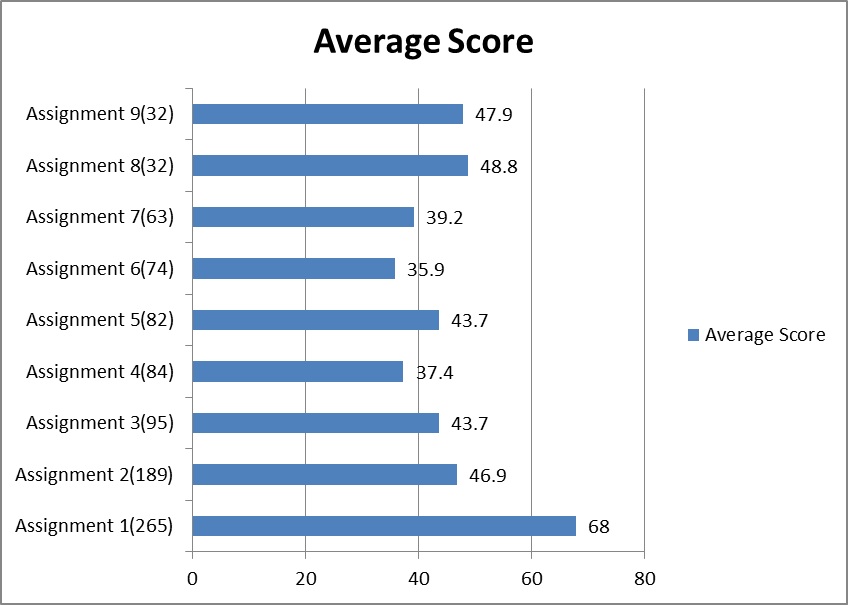 Average Score
Assignment 9(32) 47.9
Assignment 8(32) 48.8
Assignment 7(63) 39.2
Assignment 6(74) 35.9
Assignment 5(82) 43.7
Average Score
Assignment 4(84) 37.4
Assignment 3(95) 43.7
Assignment 2(189) 46.9
Assignment 1(265) 68
0 20 40 60 80